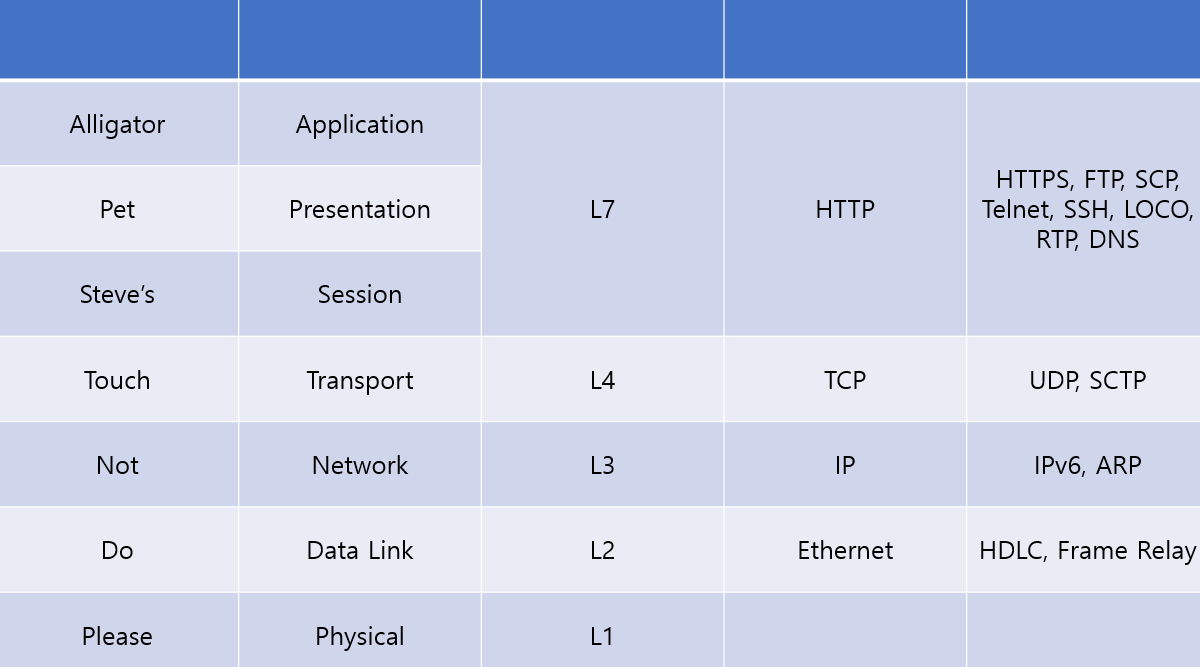 Alligator Application
Pet Presentation L7 HTTP HTTPS, FTP, SCP,
Telnet, SSH, LOCO,
RTP, DNS
Steve’s Session
Touch Transport L4 TCP UDP, SCTP
Not Network L3 IP IPv6, ARP
Do Data Link L2 Ethernet HDLC, Frame Relay
Please Physical L1